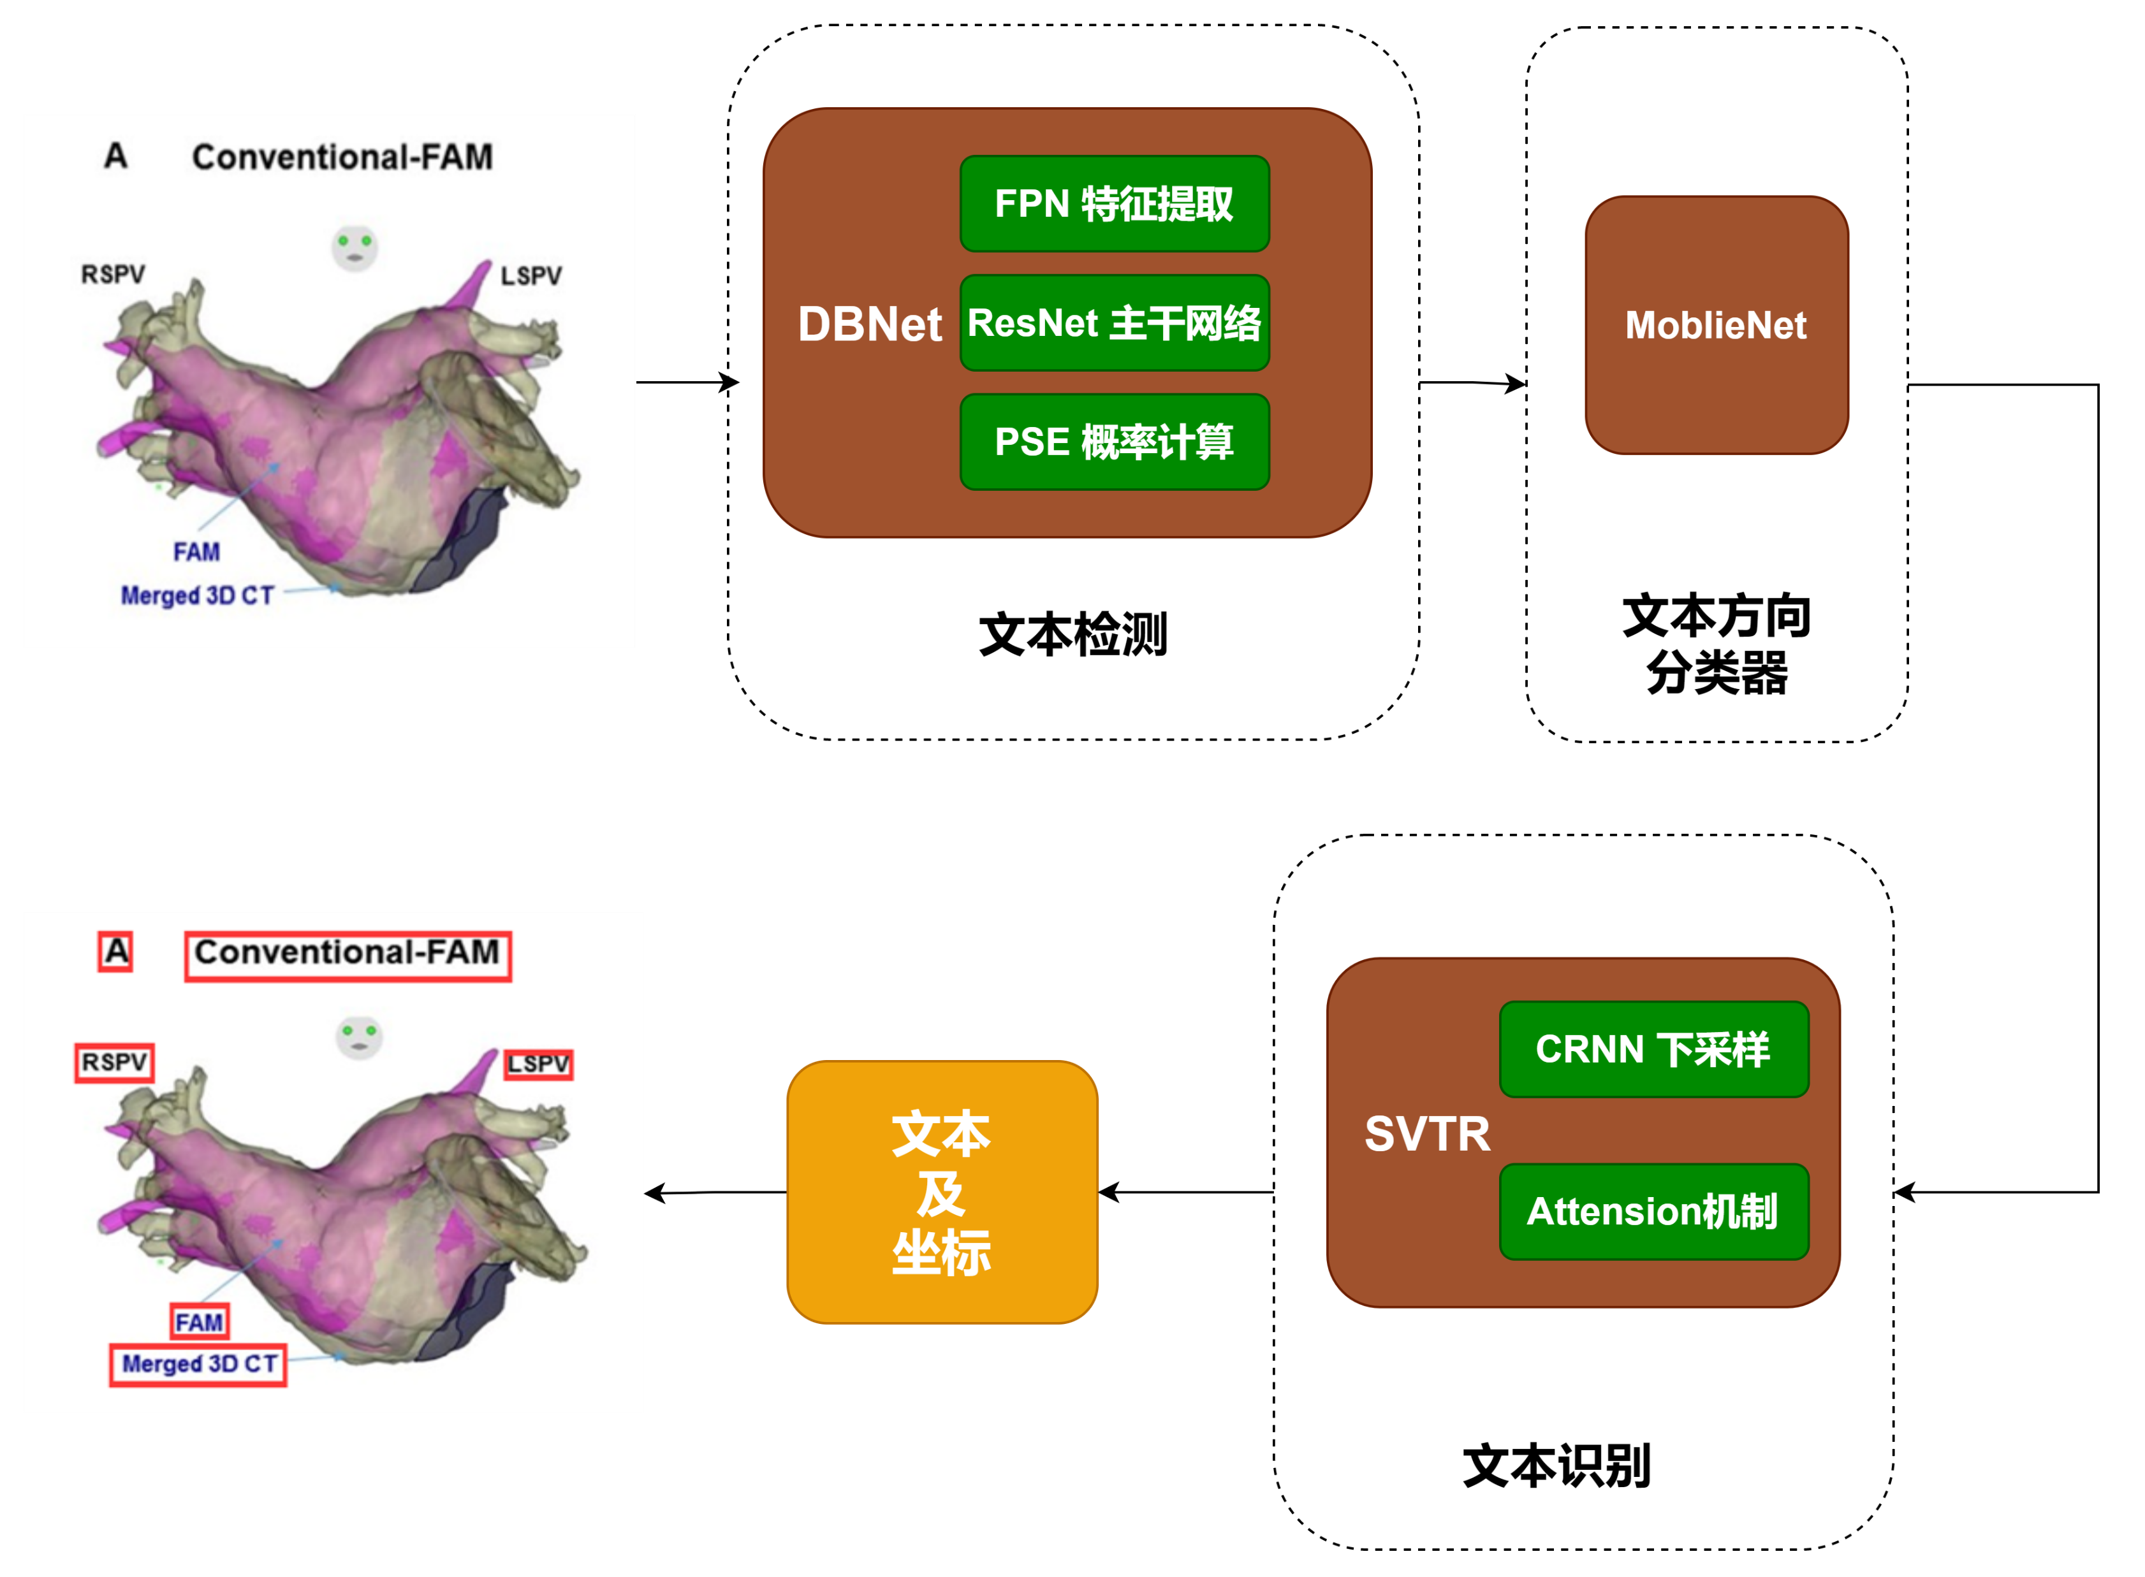 A Conventional-FAM
RSPV
LSPV
FAM
Merged 3D CT
DBNet
FPN 特征提取
ResNet 主干网络
PSE 概率计算
文本检测
MoblieNet
文本方向
分类器
SVTR
CRNN 下采样
Attension机制
文本识别
文本
及
坐标
A Conventional-FAM
RSPV
LSPV
FAM
Merged 3D CT